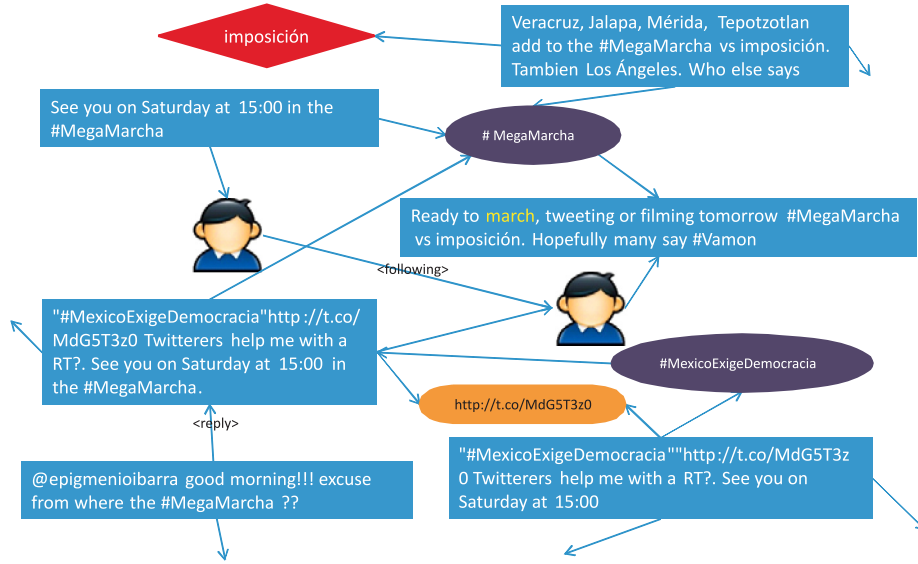 imposición
Veracruz, Jalapa, Mérida, Tepotzotlan
add to the #MegaMarcha vs imposición.
Tambien Los Ángeles. Who else says
See you on Saturday at 15:00 in the
#MegaMarcha
# MegaMarcha
Ready to march, tweeting or filming tomorrow #MegaMarcha
vs imposición. Hopefully many say #Vamon
<following>
"#MexicoExigeDemocracia"http://t.co/
MdG5T3z0 Twitterers help me with a
RT?. See you on Saturday at 15:00 in
the #MegaMarcha.
#MexicoExigeDemocracia
http://t.co/MdG5T3z0
<reply>
"#MexicoExigeDemocracia""http://t.co/MdG5T3z
0 Twitterers help me with a RT?. See you on
Saturday at 15:00
@epigmenioibarra good morning!!! excuse
from where the #MegaMarcha ??